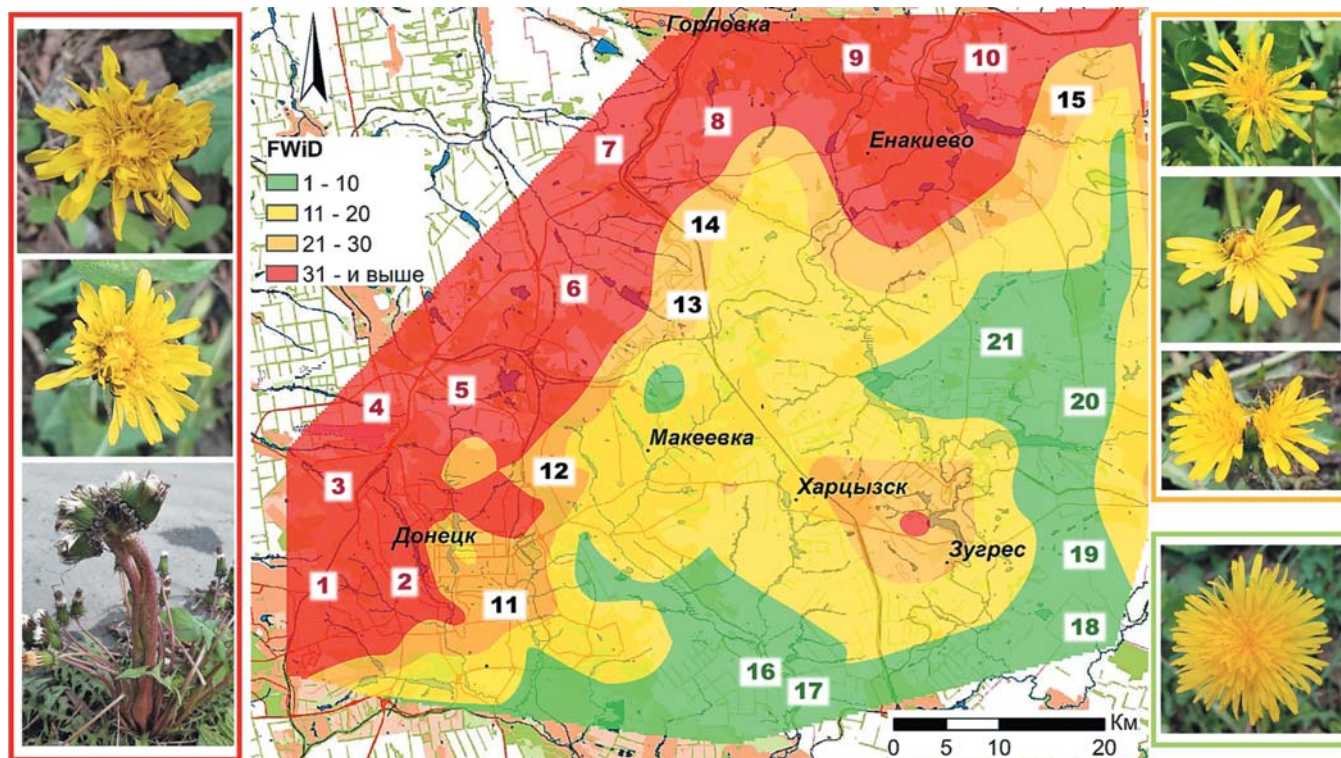 Горловка
9
10
15
8
Енакиево
7
FWiD
1 - 10
11 - 20
21 - 30
31 - и выше
14
6
13
21
5
4
20
Макеевка
12
3
Харцызск
Донецк
Зугрес
19
1
2
11
18
16
17
Км
0 5 10 20